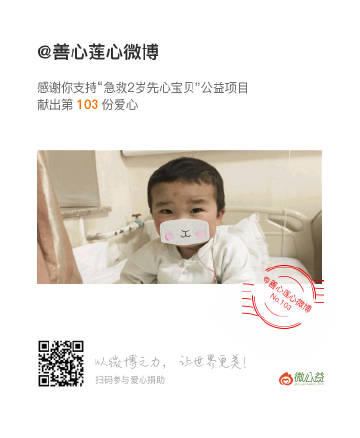 @善心莲心微博
感谢你支持“急救2岁先心宝贝”公益项目
献出第 103 份爱心
@善心莲心微博
No.103
以微博之力，让世界更美！
扫码参与爱心捐助
微公益